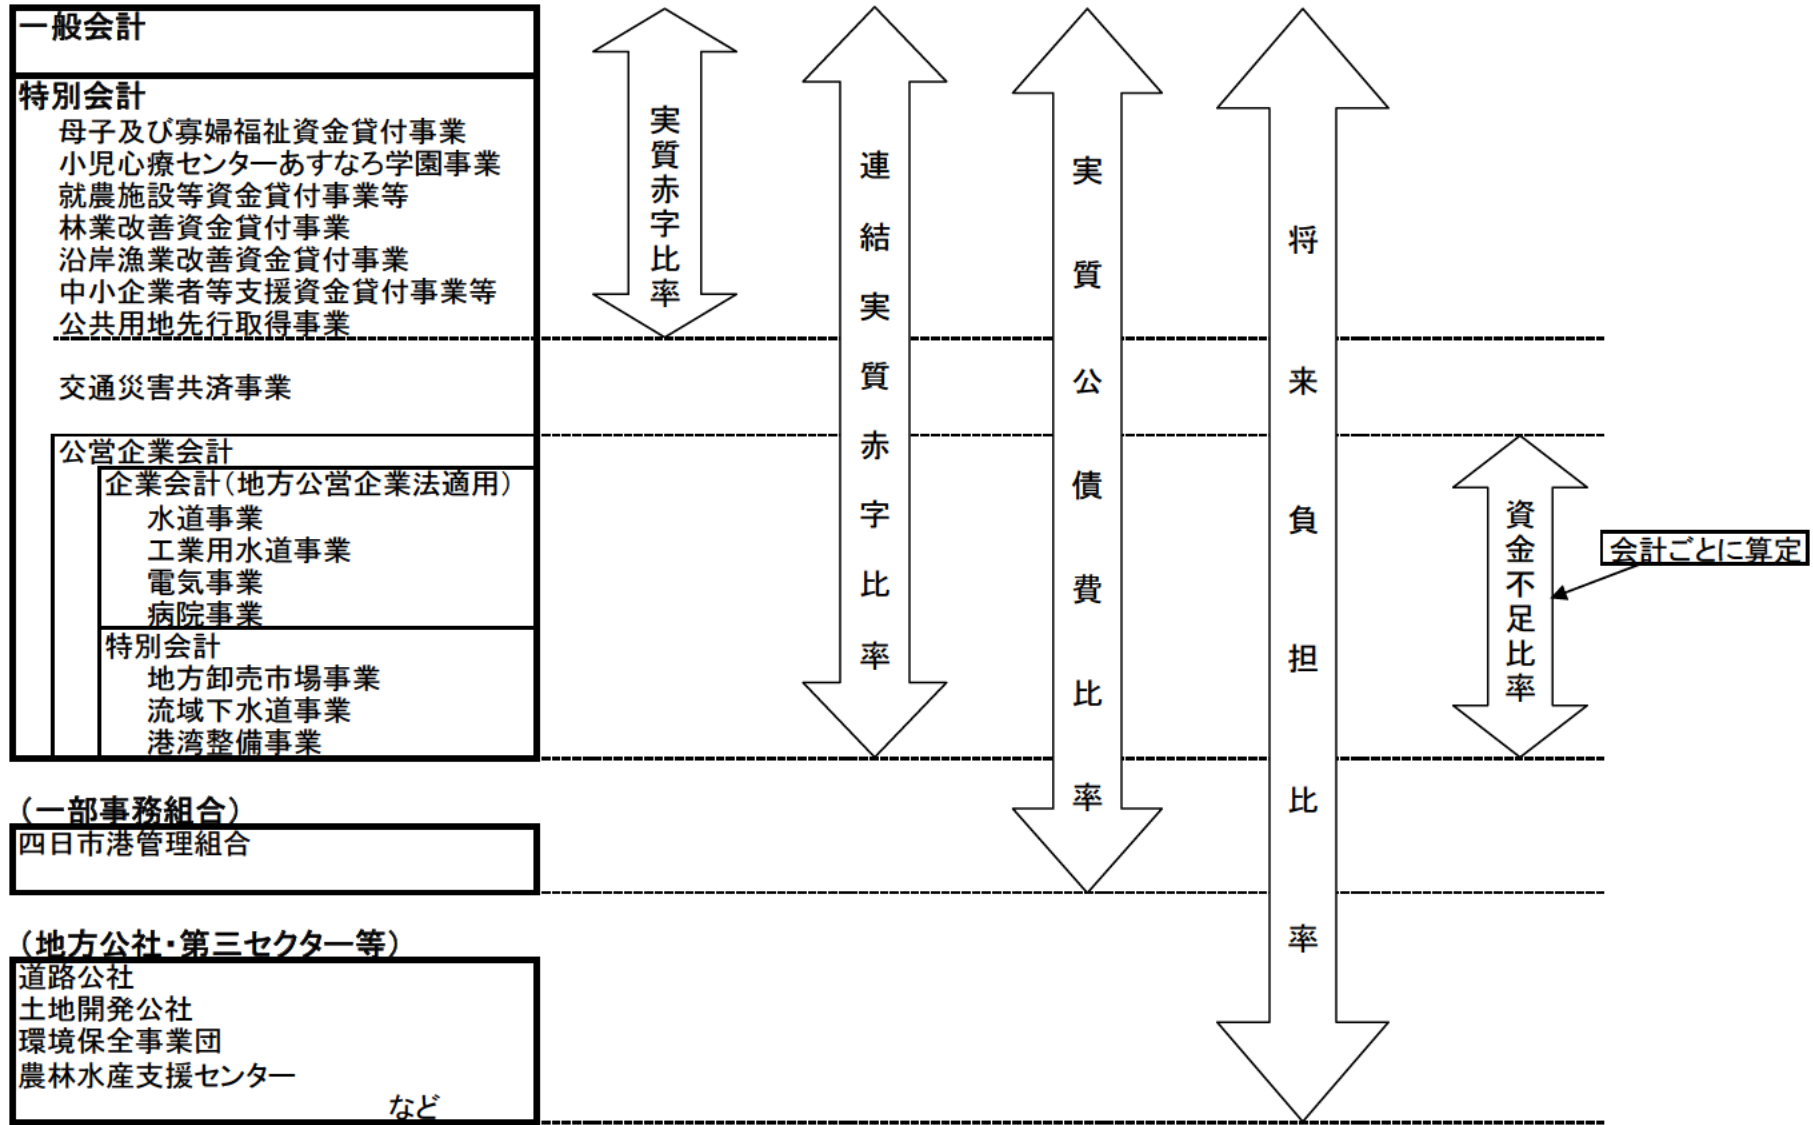 一般会計
特別会計
母子及び寡婦福祉資金貸付事業
小児心療センターあすなろ学園事業
就農施設等資金貸付事業等
林業改善資金貸付事業
沿岸漁業改善資金貸付事業
中小企業者等支援資金貸付事業等
公共用地先行取得事業
交通災害共済事業
公営企業会計
企業会計(地方公営企業法適用)
水道事業
工業用水道事業
電気事業
病院事業
特別会計
地方卸売市場事業
流域下水道事業
港湾整備事業
(一部事務組合)
四日市港管理組合
(地方公社・第三セクター等)
道路公社
土地開発公社
環境保全事業団
農林水産支援センター
など
実質赤字比率
連結実質赤字比率
実質公債費比率
将来負担比率
資金不足比率
会計ごとに算定